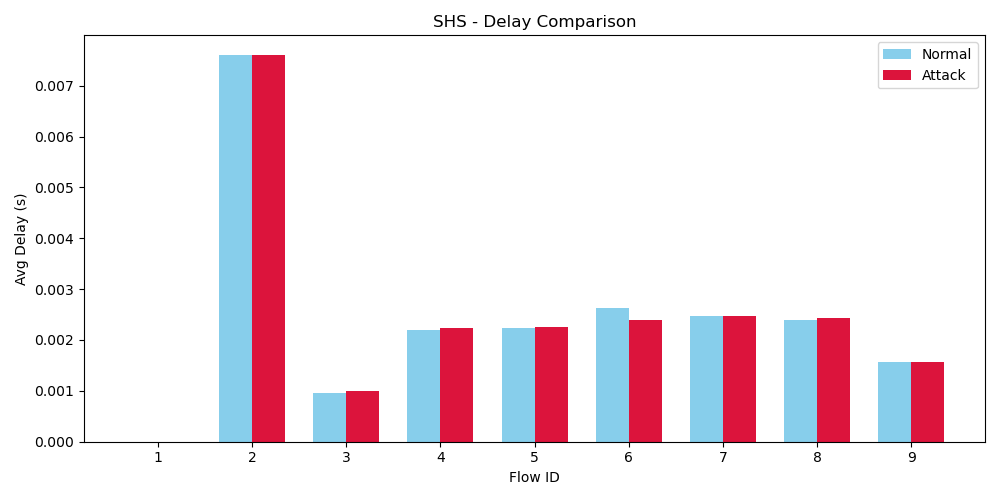 SHS - Delay Comparison
Normal
Attack
Avg Delay (s)
0.007
0.006
0.005
0.004
0.003
0.002
0.001
0.000
1 2 3 4 5 6 7 8 9
Flow ID